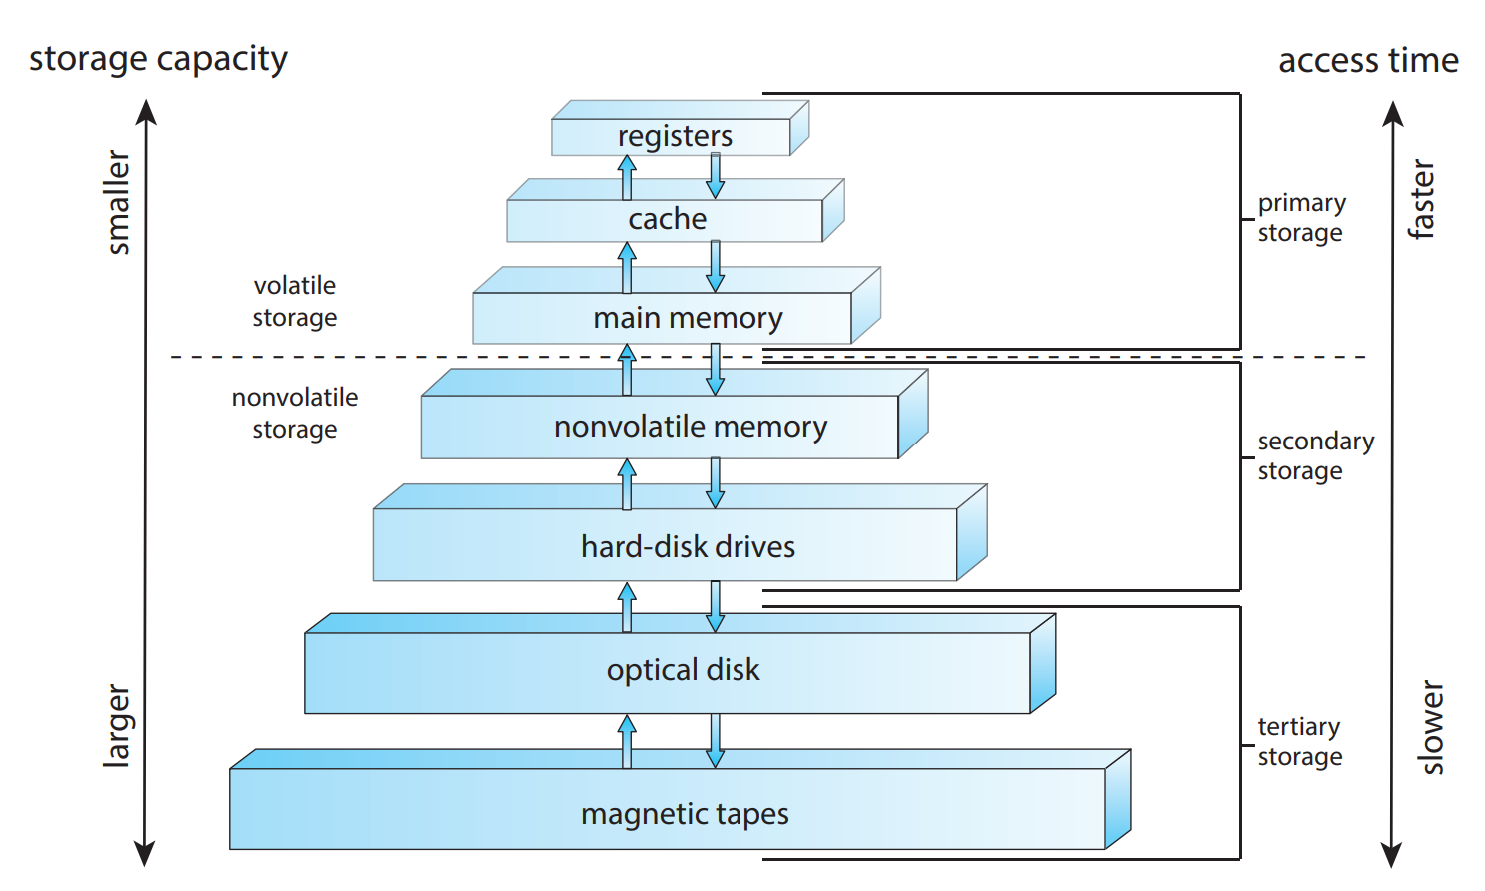 storage capacity
access time
smaller
larger
volatile
storage
nonvolatile
storage
registers
cache
main memory
nonvolatile memory
hard-disk drives
optical disk
magnetic tapes
primary
storage
secondary
storage
tertiary
storage
faster
slower